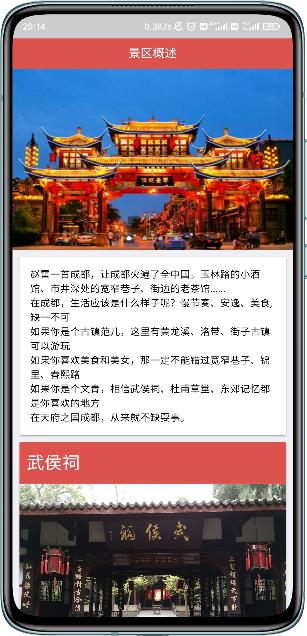 20:14
0.3K/s
景区概述
赵雷一首成都，让成都火遍了全中国。玉林路的小酒
馆、市井深处的宽窄巷子、街边的老茶馆......
在成都，生活应该是什么样子呢？慢节奏、安逸、美食,
缺一不可
如果你是个古镇范儿，这里有黄龙溪、洛带、街子古镇
可以游玩
如果你喜欢美食和美女，那一定不能错过宽窄巷子、锦
里、春熙路
如果你是个文青，相信武侯祠、杜甫草堂、东郊记忆都
是你喜欢的地方
在天府之国成都，从来就不缺耍事。
武侯祠
祠侯武